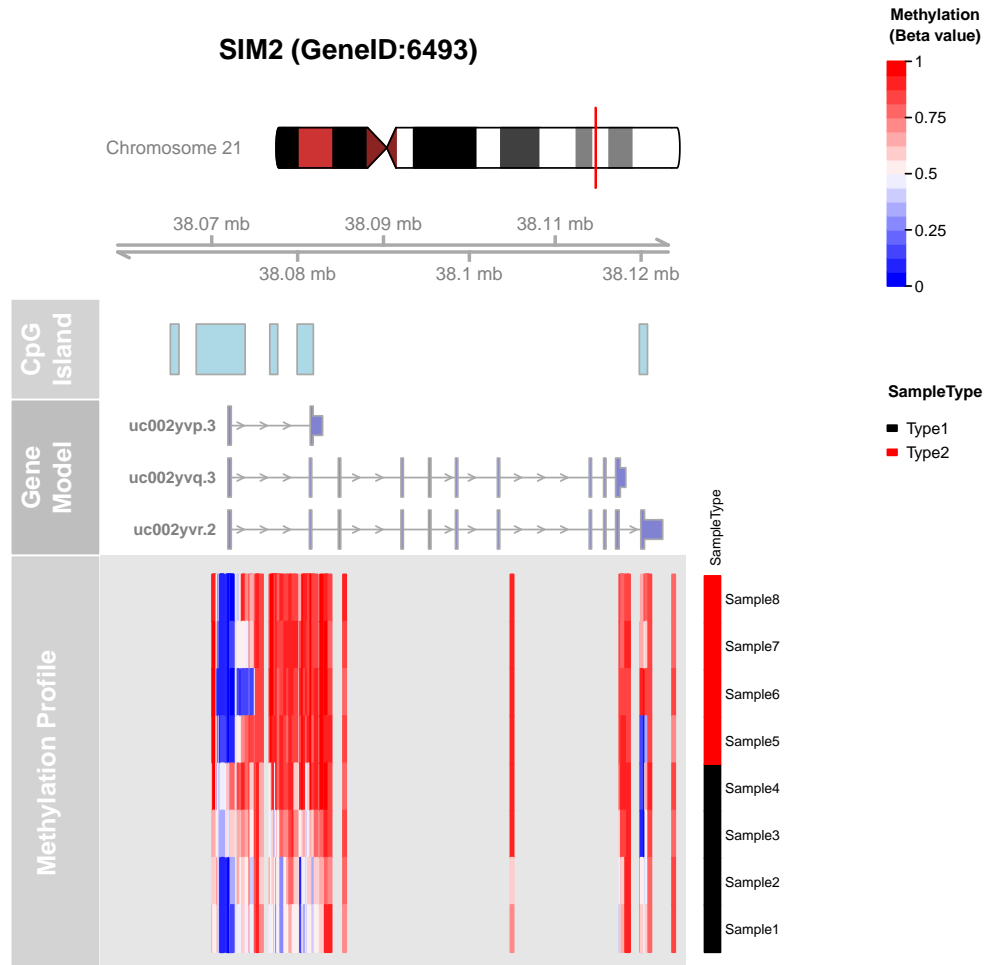 SIM2 (GeneID:6493)
Methylation
(Beta value)
1
0.75
0.5
0.25
0
Chromosome 21
38.07 mb
38.09 mb
38.11 mb
38.08 mb
38.1 mb
38.12 mb
CpG
Island
SampleType
Type1
Type2
Gene
Model
uc002yvp.3
uc002yvq.3
uc002yvr.2
SampleType
Methylation Profile
Sample8
Sample7
Sample6
Sample5
Sample4
Sample3
Sample2
Sample1